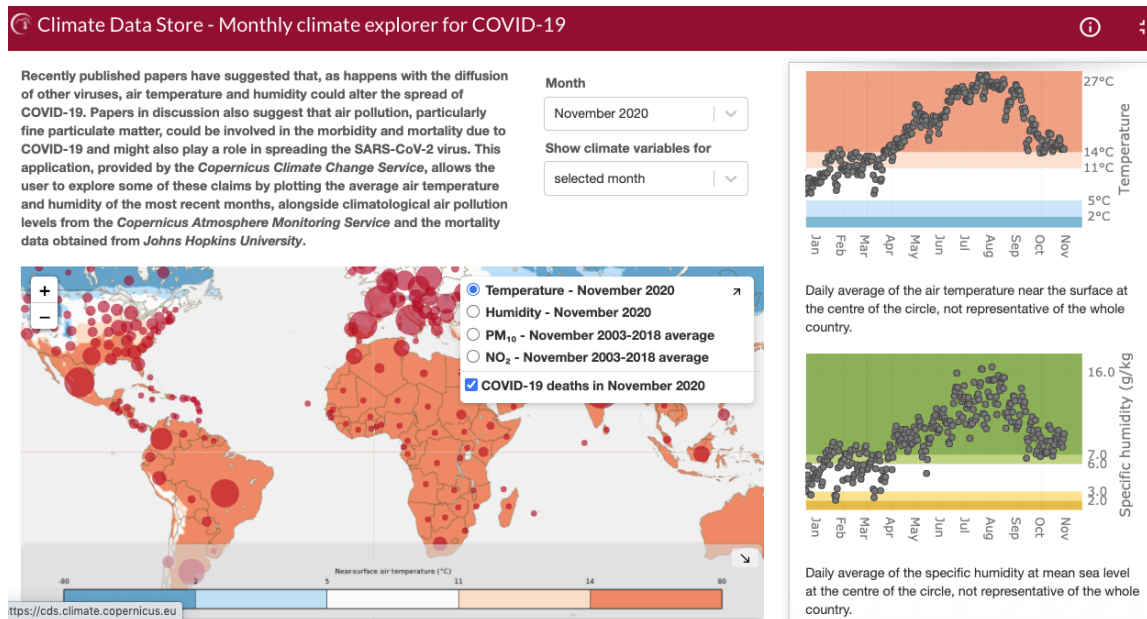 Climate Data Store - Monthly climate explorer for COVID-19
Recently published papers have suggested that, as happens with the diffusion
of other viruses, air temperature and humidity could alter the spread of
COVID-19. Papers in discussion also suggest that air pollution, particularly
fine particulate matter, could be involved in the morbidity and mortality due to
COVID-19 and might also play a role in spreading the SARS-CoV-2 virus. This
application, provided by the Copernicus Climate Change Service, allows the
user to explore some of these claims by plotting the average air temperature
and humidity of the most recent months, alongside climatological air pollution
levels from the Copernicus Atmosphere Monitoring Service and the mortality
data obtained from Johns Hopkins University.
Month
November 2020
Show climate variables for
selected month
+
−
Temperature - November 2020
Humidity - November 2020
PM₁₀ - November 2003-2018 average
NO₂ - November 2003-2018 average
COVID-19 deaths in November 2020
Near-surface air temperature (°C)
-80 2 5 11 14 80
ttps://cds.climate.copernicus.eu
27°C
14°C
11°C
5°C
2°C
Temperature
Jan Feb Mar Apr May Jun Jul Aug Sep Oct Nov
Daily average of the air temperature near the surface at
the centre of the circle, not representative of the whole
country.
16.0
7.0
6.0
3.0
2.0
Specific humidity (g/kg)
Jan Feb Mar Apr May Jun Jul Aug Sep Oct Nov
Daily average of the specific humidity at mean sea level
at the centre of the circle, not representative of the whole
country.